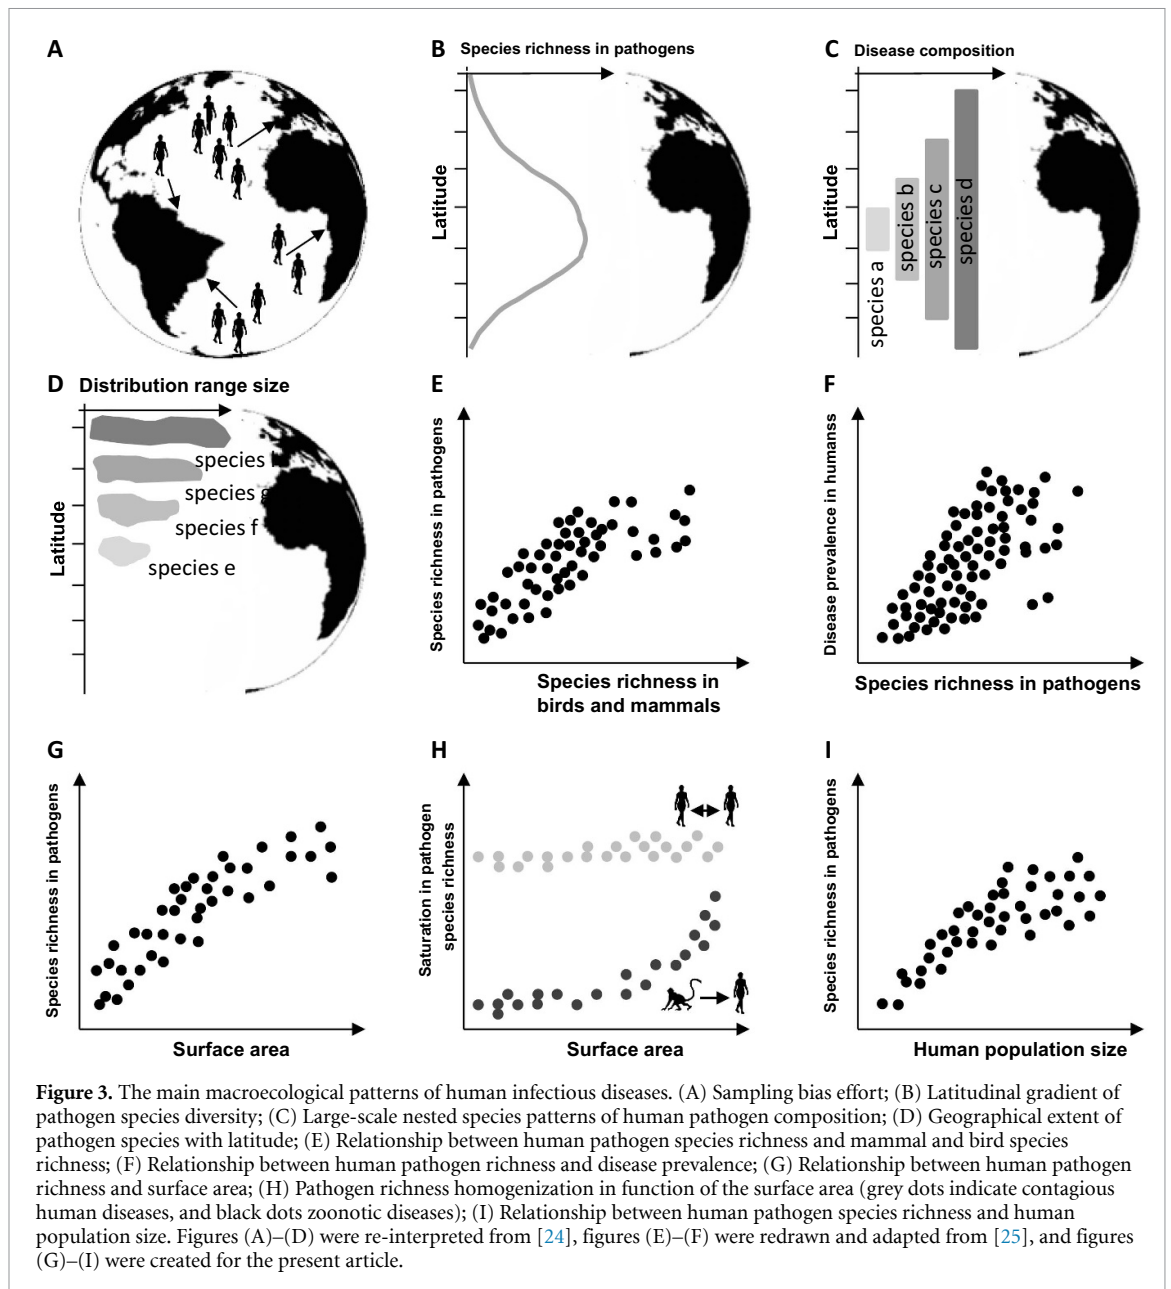 A
B
Species richness in pathogens
Latitude
C
Disease composition
Latitude
species a
species b
species c
species d
D
Distribution range size
Latitude
species
species g
species f
species e
E
Species richness in pathogens
Species richness in
birds and mammals
F
Disease prevalence in humanss
Species richness in pathogens
G
Species richness in pathogens
Surface area
H
Saturation in pathogen
species richness
Surface area
I
Species richness in pathogens
Human population size
Figure 3. The main macroecological patterns of human infectious diseases. (A) Sampling bias effort; (B) Latitudinal gradient of
pathogen species diversity; (C) Large-scale nested species patterns of human pathogen composition; (D) Geographical extent of
pathogen species with latitude; (E) Relationship between human pathogen species richness and mammal and bird species
richness; (F) Relationship between human pathogen richness and disease prevalence; (G) Relationship between human pathogen
richness and surface area; (H) Pathogen richness homogenization in function of the surface area (grey dots indicate contagious
human diseases, and black dots zoonotic diseases); (I) Relationship between human pathogen species richness and human
population size. Figures (A)–(D) were re-interpreted from [24], figures (E)–(F) were redrawn and adapted from [25], and figures
(G)–(I) were created for the present article.